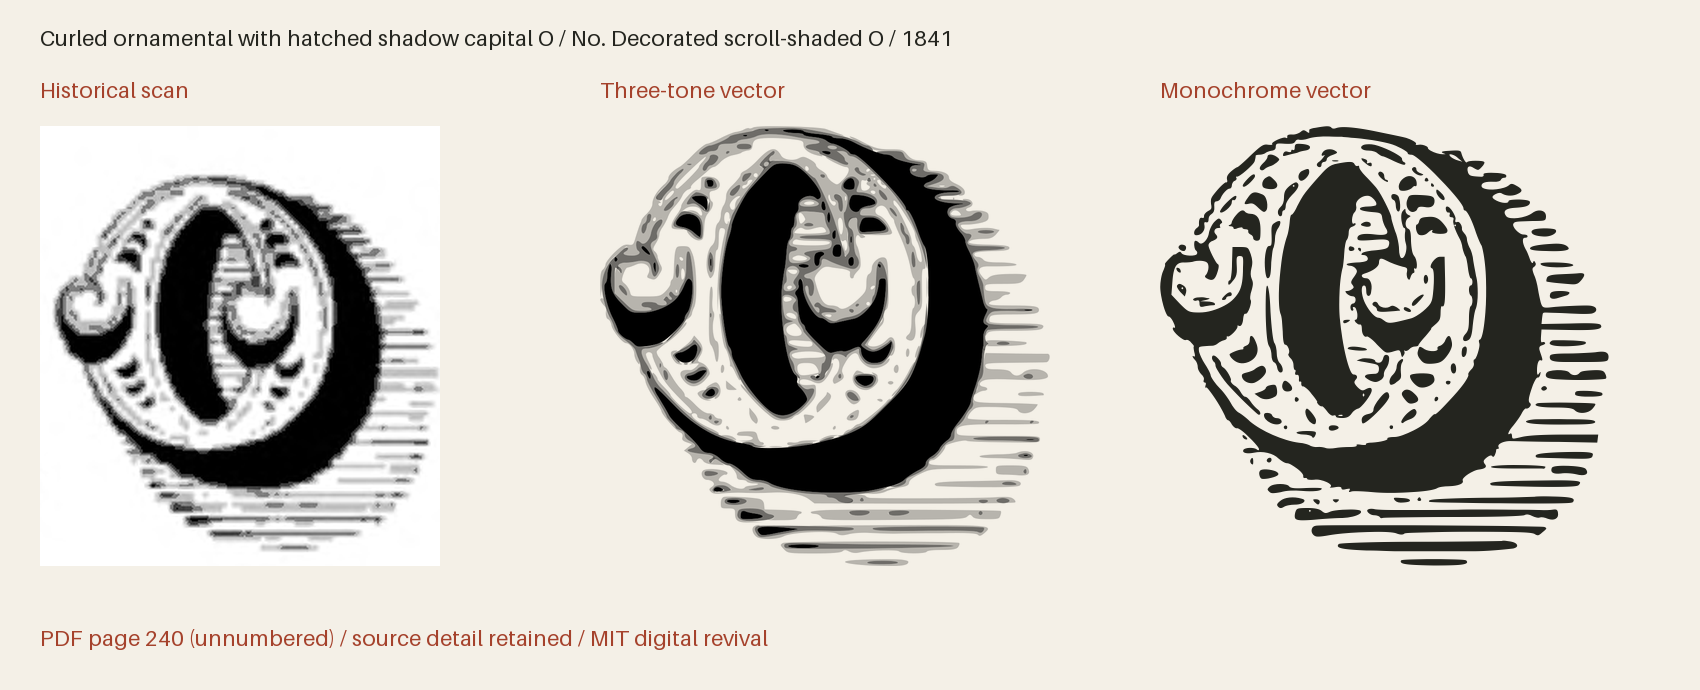 Curled ornamental with hatched shadow capital O / No. Decorated scroll-shaded O / 1841
Historical scan
Three-tone vector
Monochrome vector
O
O
O
PDF page 240 (unnumbered) / source detail retained / MIT digital revival